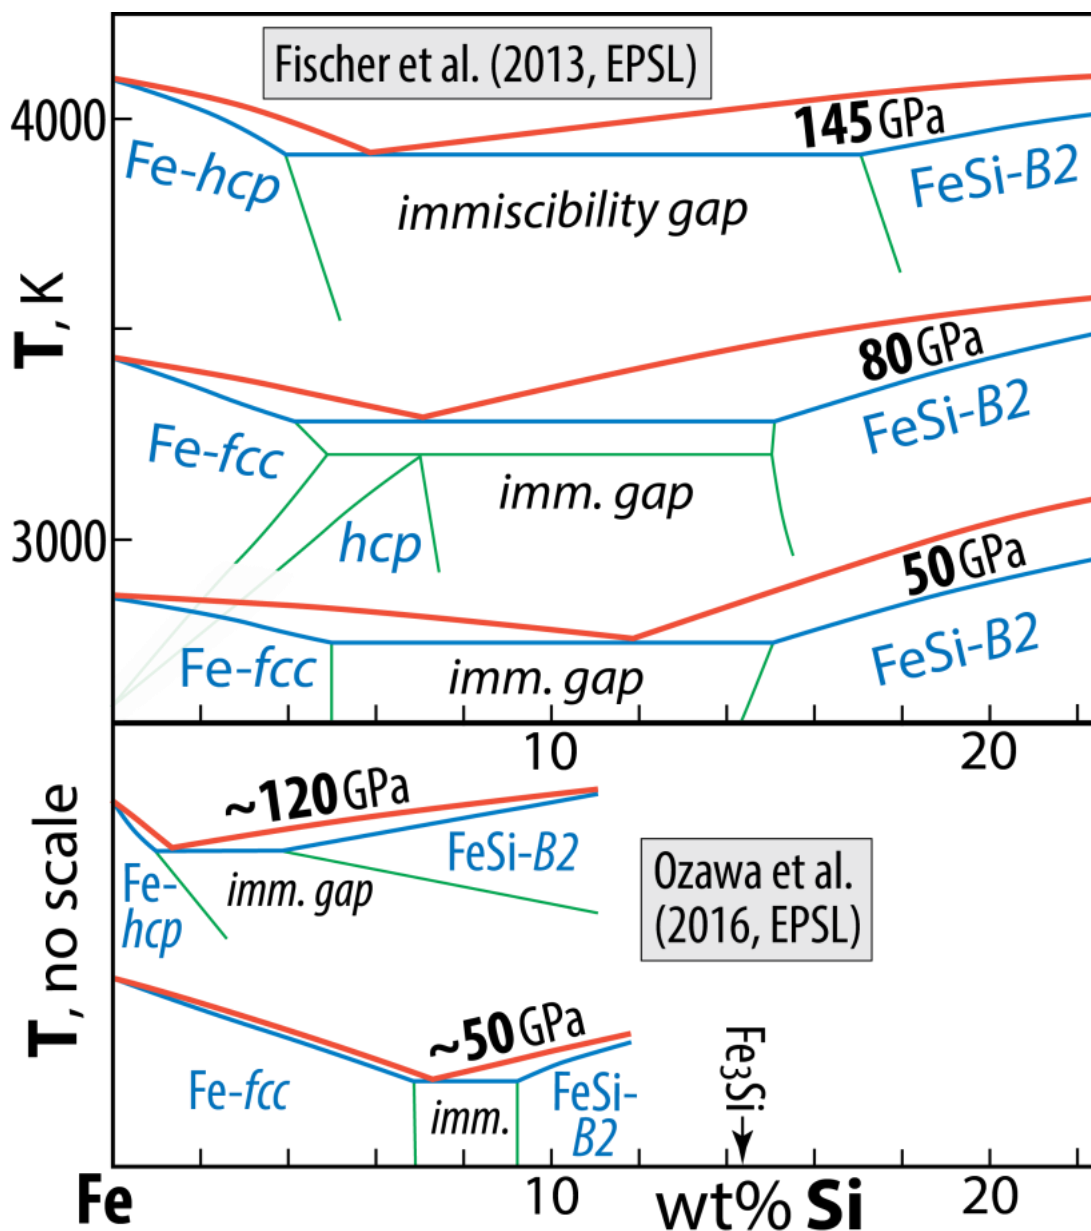 Fischer et al. (2013, EPSL)
4000
145 GPa
Fe-hcp
FeSi-B2
immiscibility gap
T, K
80 GPa
Fe-fcc
FeSi-B2
imm. gap
3000
hcp
50 GPa
Fe-fcc
imm. gap
FeSi-B2
10
20
~120 GPa
FeSi-B2
Fe-
hcp
imm. gap
Ozawa et al.
(2016, EPSL)
T, no scale
~50 GPa
Fe-fcc
imm.
FeSi-
B2
Fe3Si
Fe
10
wt% Si
20